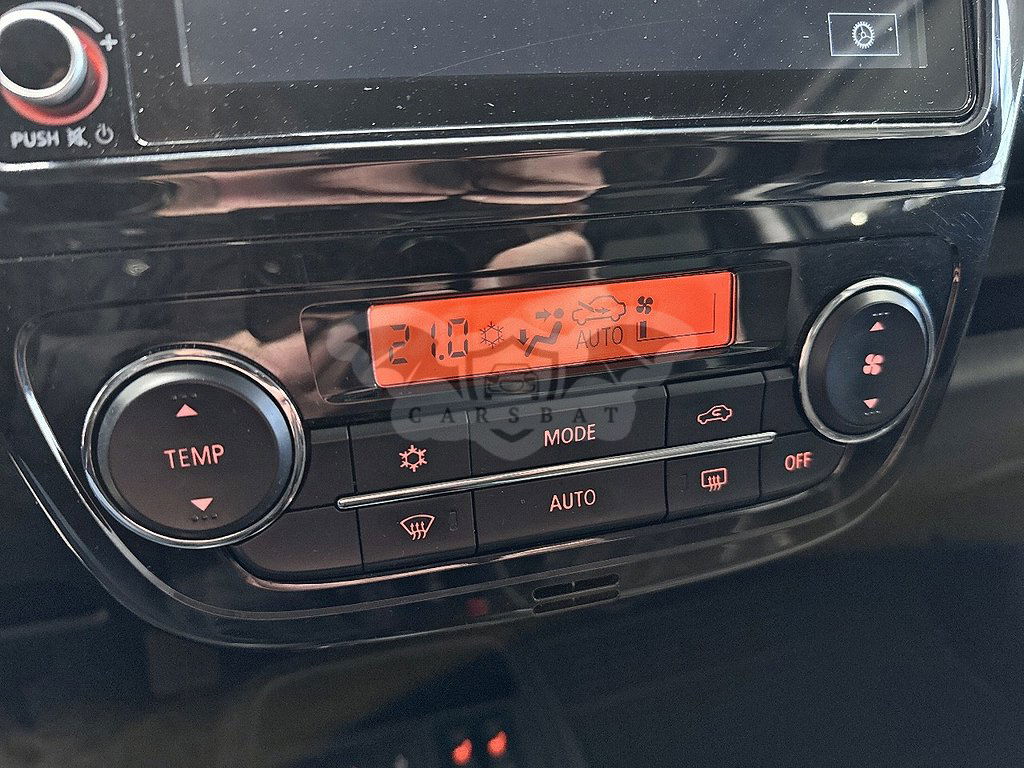 PUSH
21.0
AUTO
CARSBAT
TEMP
MODE
AUTO
OFF